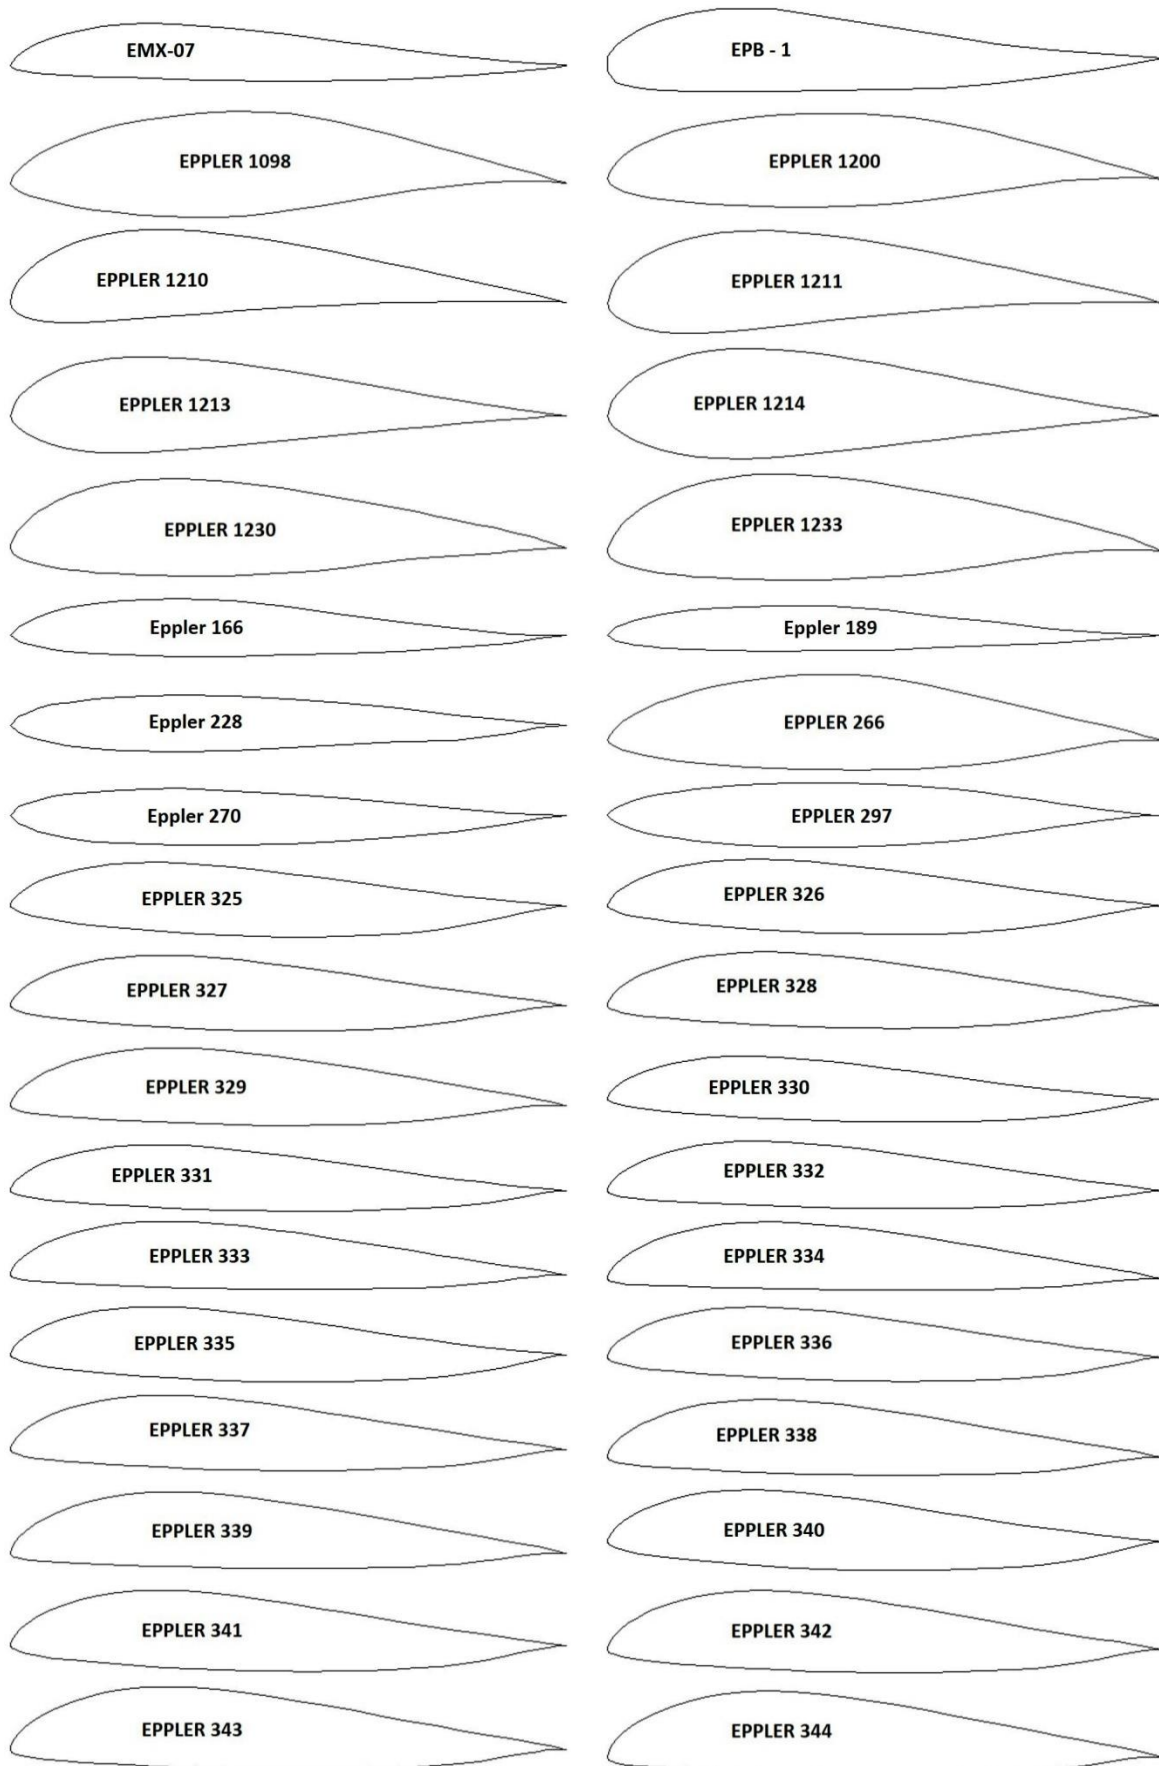 EMX-07
EPB - 1
EPPLER 1098
EPPLER 1200
EPPLER 1210
EPPLER 1211
EPPLER 1213
EPPLER 1214
EPPLER 1230
EPPLER 1233
Eppler 166
Eppler 189
Eppler 228
EPPLER 266
Eppler 270
EPPLER 297
EPPLER 325
EPPLER 326
EPPLER 327
EPPLER 328
EPPLER 329
EPPLER 330
EPPLER 331
EPPLER 332
EPPLER 333
EPPLER 334
EPPLER 335
EPPLER 336
EPPLER 337
EPPLER 338
EPPLER 339
EPPLER 340
EPPLER 341
EPPLER 342
EPPLER 343
EPPLER 344